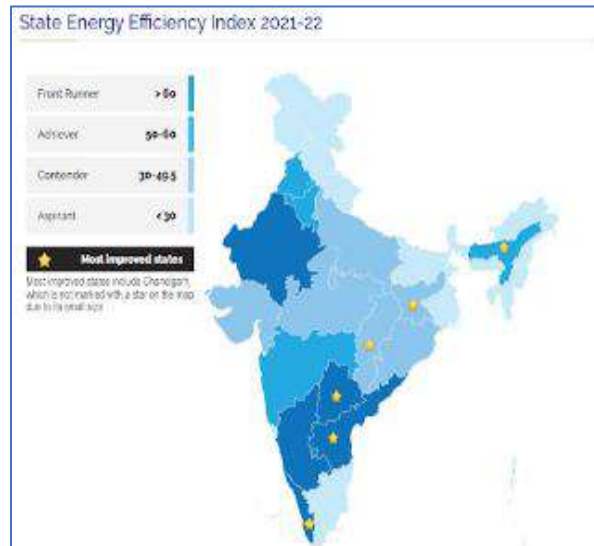 State Energy Efficiency Index 2021-22
Front Runner >60
Achiever 50-60
Contender 30-49.5
Aspirant <30
Most improved states
Most improved states include Chandigarh,
which is not marked with a star on the map
due to its small size